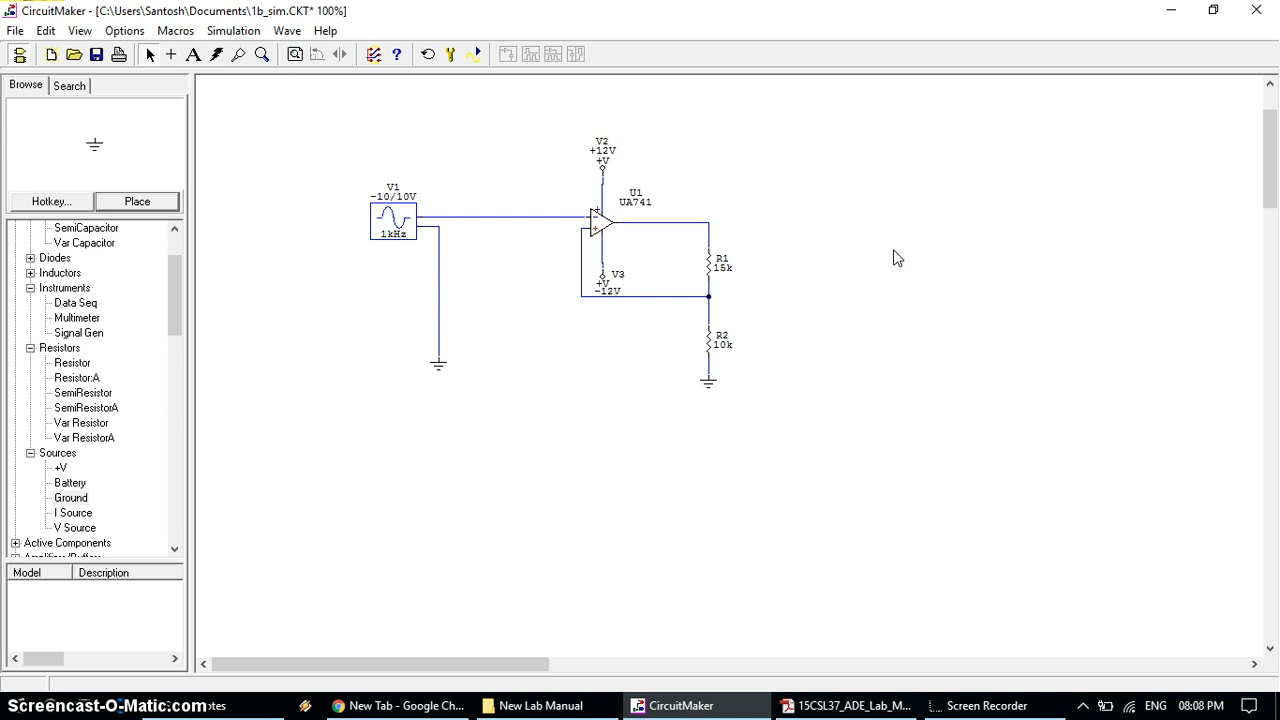 CircuitMaker - [C:\Users\Santosh\Documents\1b_sim.CKT* 100%]
File Edit View Options Macros Simulation Wave Help
Browse Search
Hotkey... Place
SemiCapacitor
Var Capacitor
Diodes
Inductors
Instruments
Data Seq
Multimeter
Signal Gen
Resistors
Resistor
Resistor:A
SemiResistor
SemiResistorA
Var Resistor
Var ResistorA
Sources
+V
Battery
Ground
I Source
V Source
Active Components
Model Description
V1
-10/10V
1kHz
V2
+12V
+V
U1
UA741
V3
+V
-12V
R1
15k
R2
10k
Screencast-O-Matic.com
New Tab - Google Ch... New Lab Manual CircuitMaker 15CSL37_ADE_Lab_M... Screen Recorder ENG 08:08 PM